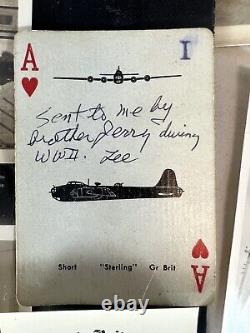 A
I
Sent to me by
brother Jerry during
WWII. Lee
Short "Sterling" Gr Brit
A